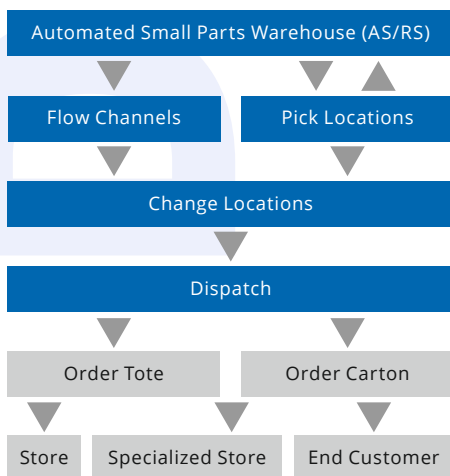 Automated Small Parts Warehouse (AS/RS)
Flow Channels
Pick Locations
Change Locations
Dispatch
Order Tote
Order Carton
Store
Specialized Store
End Customer